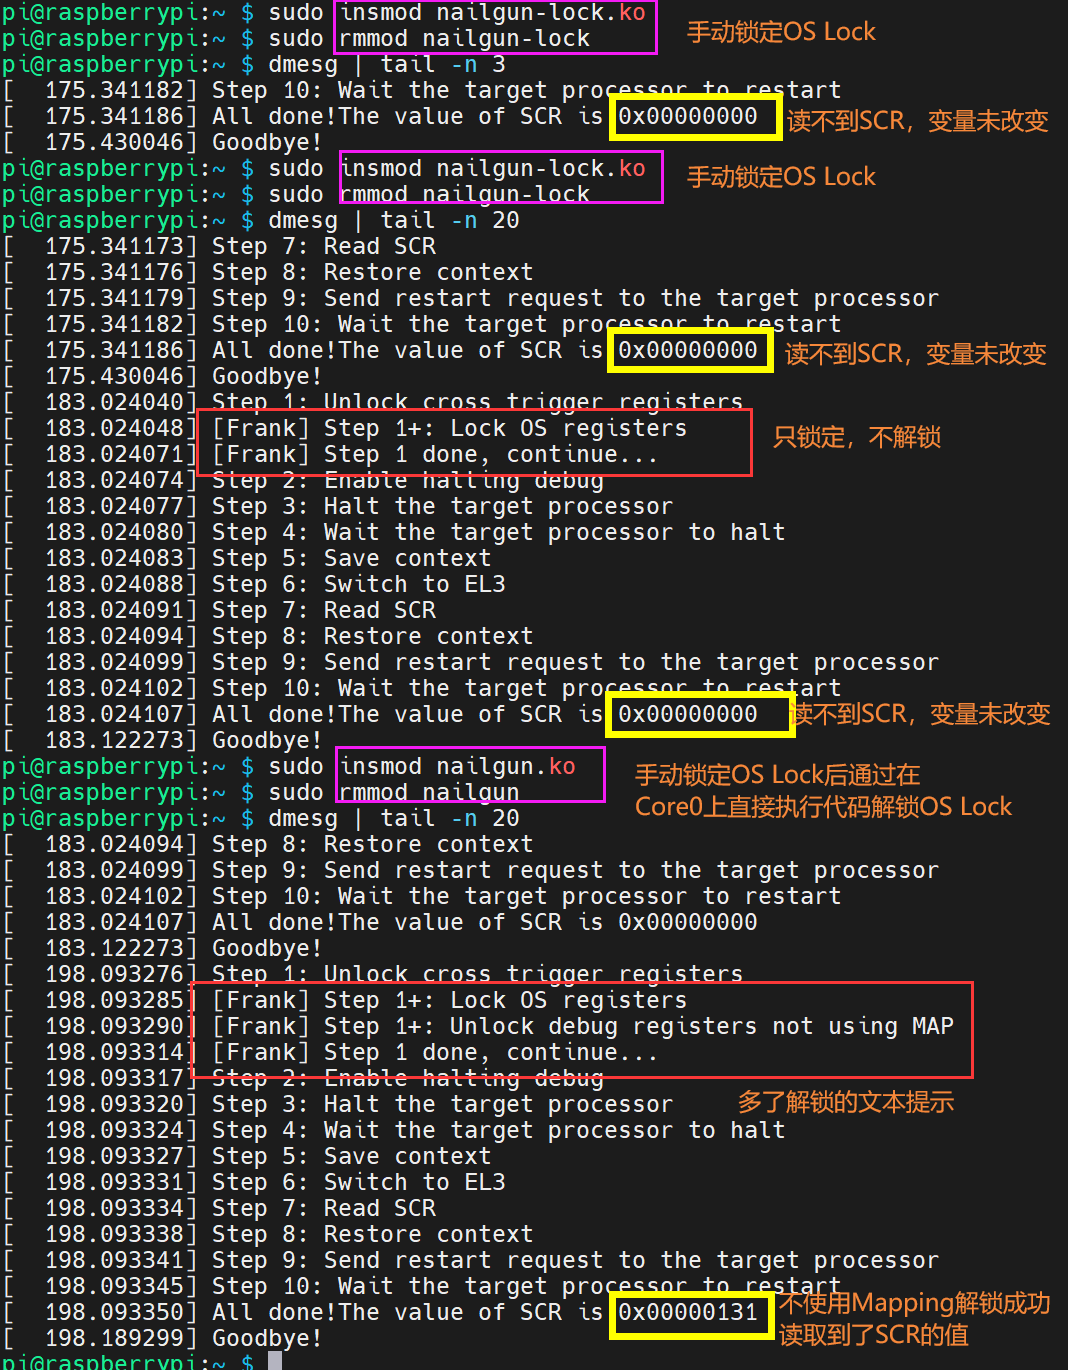 pi@raspberrypi:~ $ sudo insmod nailgun-lock.ko
手动锁定OS Lock
pi@raspberrypi:~ $ sudo rmmod nailgun-lock
pi@raspberrypi:~ $ dmesg | tail -n 3
[  175.341182] Step 10: Wait the target processor to restart
[  175.341186] All done!The value of SCR is 0x00000000
读不到SCR，变量未改变
[  175.430046] Goodbye!
pi@raspberrypi:~ $ sudo insmod nailgun-lock.ko
手动锁定OS Lock
pi@raspberrypi:~ $ sudo rmmod nailgun-lock
pi@raspberrypi:~ $ dmesg | tail -n 20
[  175.341173] Step 7: Read SCR
[  175.341176] Step 8: Restore context
[  175.341179] Step 9: Send restart request to the target processor
[  175.341182] Step 10: Wait the target processor to restart
[  175.341186] All done!The value of SCR is 0x00000000
读不到SCR，变量未改变
[  175.430046] Goodbye!
[  183.024040] Step 1: Unlock cross trigger registers
[  183.024048] [Frank] Step 1+: Lock OS registers
只锁定，不解锁
[  183.024071] [Frank] Step 1 done, continue...
[  183.024074] Step 2: Enable halting debug
[  183.024077] Step 3: Halt the target processor
[  183.024080] Step 4: Wait the target processor to halt
[  183.024083] Step 5: Save context
[  183.024088] Step 6: Switch to EL3
[  183.024091] Step 7: Read SCR
[  183.024094] Step 8: Restore context
[  183.024099] Step 9: Send restart request to the target processor
[  183.024102] Step 10: Wait the target processor to restart
[  183.024107] All done!The value of SCR is 0x00000000
读不到SCR，变量未改变
[  183.122273] Goodbye!
pi@raspberrypi:~ $ sudo insmod nailgun.ko
手动锁定OS Lock后通过在
pi@raspberrypi:~ $ sudo rmmod nailgun
Core0上直接执行代码解锁OS Lock
pi@raspberrypi:~ $ dmesg | tail -n 20
[  183.024094] Step 8: Restore context
[  183.024099] Step 9: Send restart request to the target processor
[  183.024102] Step 10: Wait the target processor to restart
[  183.024107] All done!The value of SCR is 0x00000000
[  183.122273] Goodbye!
[  198.093276] Step 1: Unlock cross trigger registers
[  198.093285] [Frank] Step 1+: Lock OS registers
[  198.093290] [Frank] Step 1+: Unlock debug registers not using MAP
[  198.093314] [Frank] Step 1 done, continue...
[  198.093317] Step 2: Enable halting debug
[  198.093320] Step 3: Halt the target processor
多了解锁的文本提示
[  198.093324] Step 4: Wait the target processor to halt
[  198.093327] Step 5: Save context
[  198.093331] Step 6: Switch to EL3
[  198.093334] Step 7: Read SCR
[  198.093338] Step 8: Restore context
[  198.093341] Step 9: Send restart request to the target processor
[  198.093345] Step 10: Wait the target processor to restart
[  198.093350] All done!The value of SCR is 0x00000131
不使用Mapping解锁成功
读取到了SCR的值
[  198.189299] Goodbye!
pi@raspberrypi:~ $